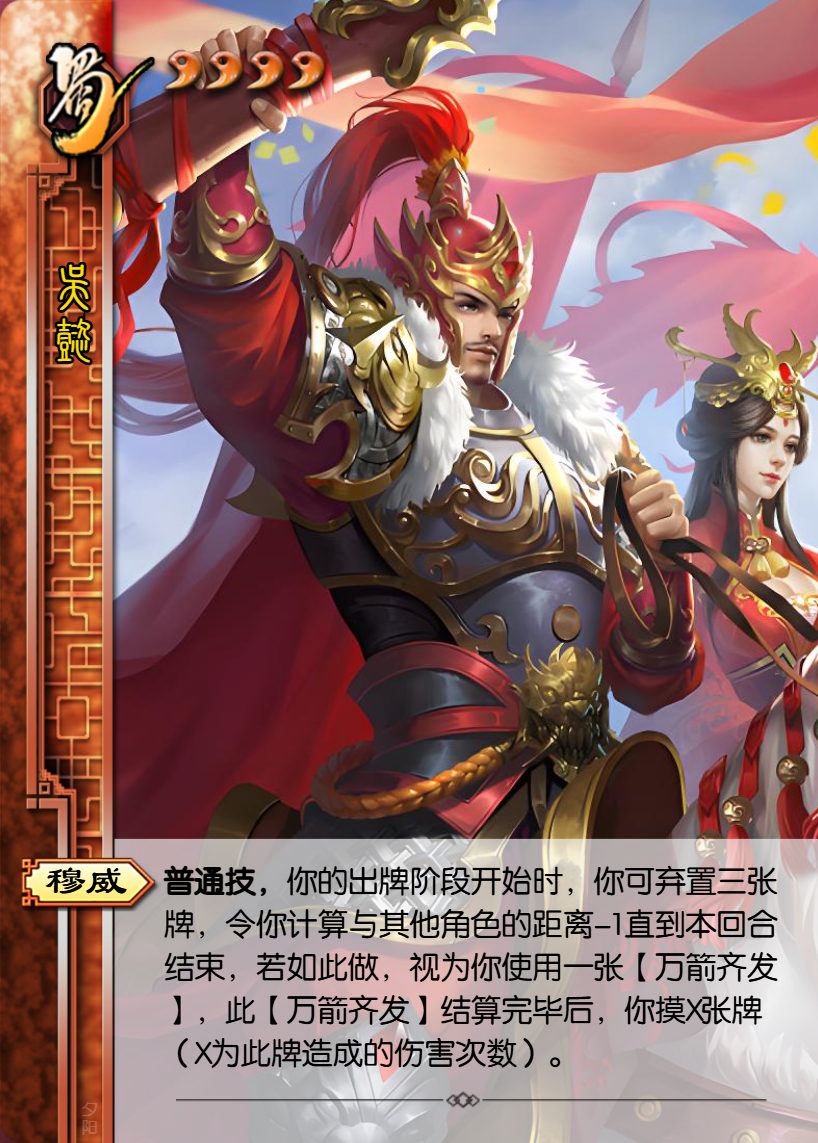 蜀
吴懿
穆威
普通技，你的出牌阶段开始时，你可弃置三张
牌，令你计算与其他角色的距离-1直到本回合
结束，若如此做，视为你使用一张【万箭齐发
】，此【万箭齐发】结算完毕后，你摸X张牌
（X为此牌造成的伤害次数）。
夕阳